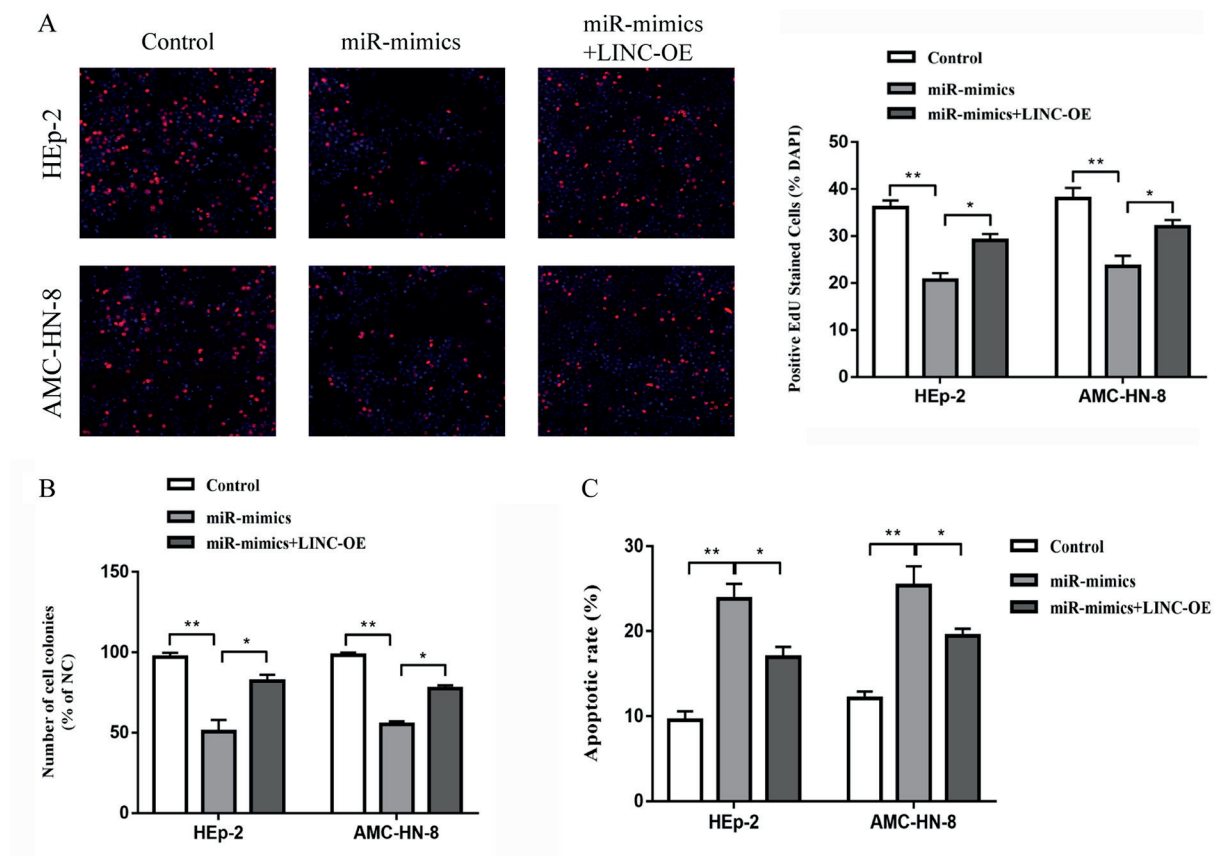 A
Control
miR-mimics
miR-mimics
+LINC-OE
HEp-2
AMC-HN-8
Control
miR-mimics
miR-mimics+LINC-OE
Positive EdU Stained Cells (% DAPI)
50
40
30
20
10
0
**
*
**
*
HEp-2
AMC-HN-8
B
Control
miR-mimics
miR-mimics+LINC-OE
Number of cell colonies
(% of NC)
150
100
50
0
**
*
**
*
HEp-2
AMC-HN-8
C
Control
miR-mimics
miR-mimics+LINC-OE
Apoptotic rate (%)
30
20
10
0
**
*
**
*
HEp-2
AMC-HN-8